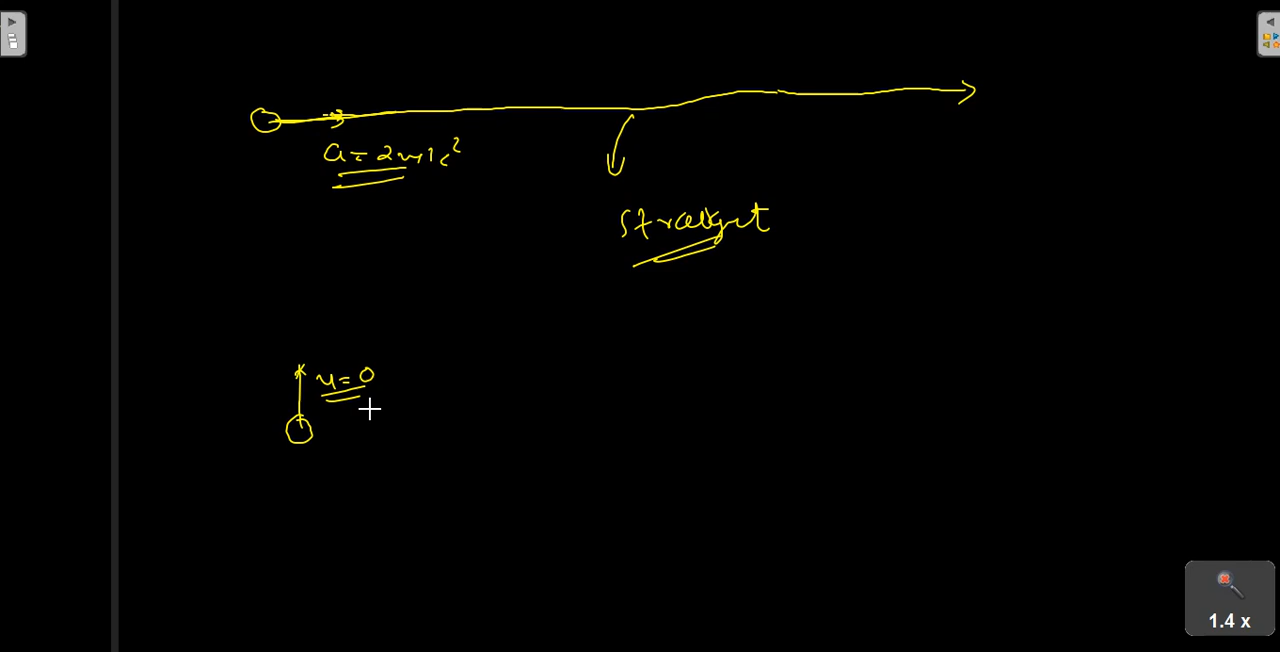 a = 2m/s²
straight
u = 0
1.4 x